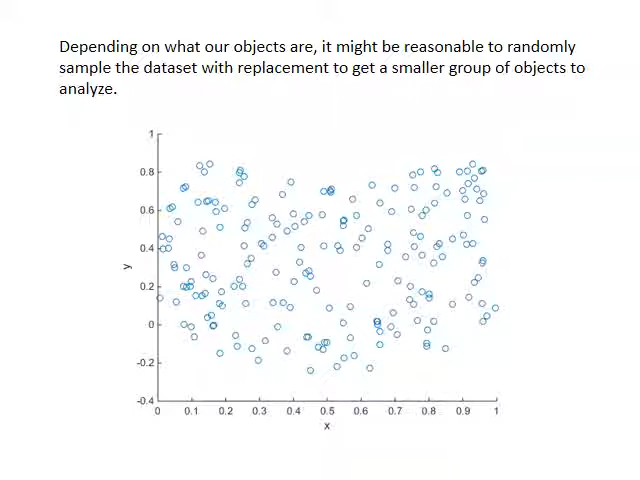 Depending on what our objects are, it might be reasonable to randomly
sample the dataset with replacement to get a smaller group of objects to
analyze.
1
0.8
0.6
0.4
0.2
0
-0.2
-0.4
y
0 0.1 0.2 0.3 0.4 0.5 0.6 0.7 0.8 0.9 1
x